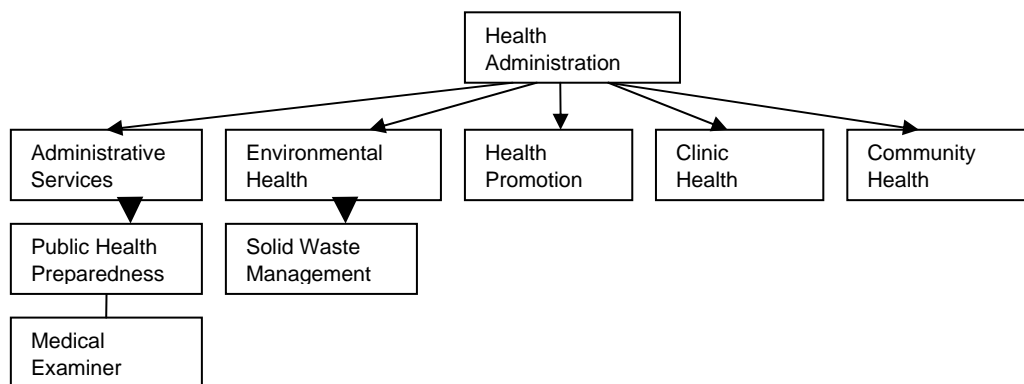 Health
Administration
Administrative
Services
Environmental
Health
Health
Promotion
Clinic
Health
Community
Health
Public Health
Preparedness
Solid Waste
Management
Medical
Examiner